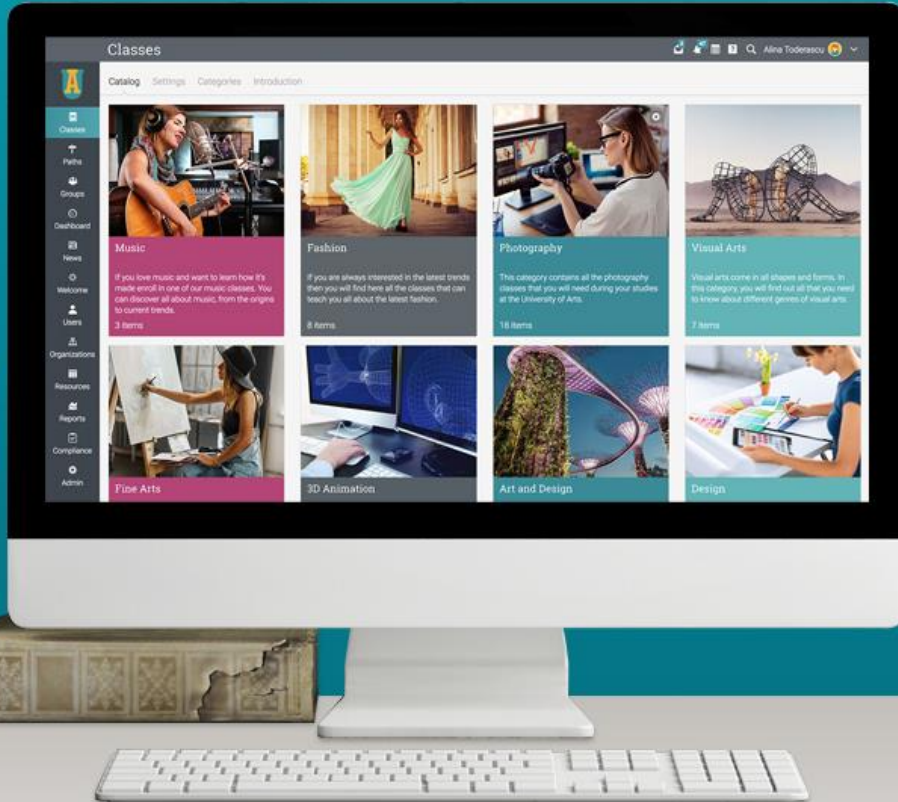 Classes
Alina Toderascu
Catalog Settings Categories Introduction
Classes
Paths
Groups
Dashboard
News
Welcome
Users
Organizations
Resources
Reports
Compliance
Admin
Music
If you love music and want to learn how it's
made enroll in one of our music classes. You
can discover all about music, from the origins
to current trends.
3 items
Fashion
If you are always interested in the latest trends
then you will find here all the classes that can
teach you all about the latest fashion.
8 items
Photography
This category contains all the photography
classes that you will need during your studies
at the University of Arts.
18 items
Visual Arts
Visual arts come in all shapes and forms. In
this category, you will find out all that you need
to know about different genres of visual arts.
7 items
Fine Arts
3D Animation
Art and Design
Design